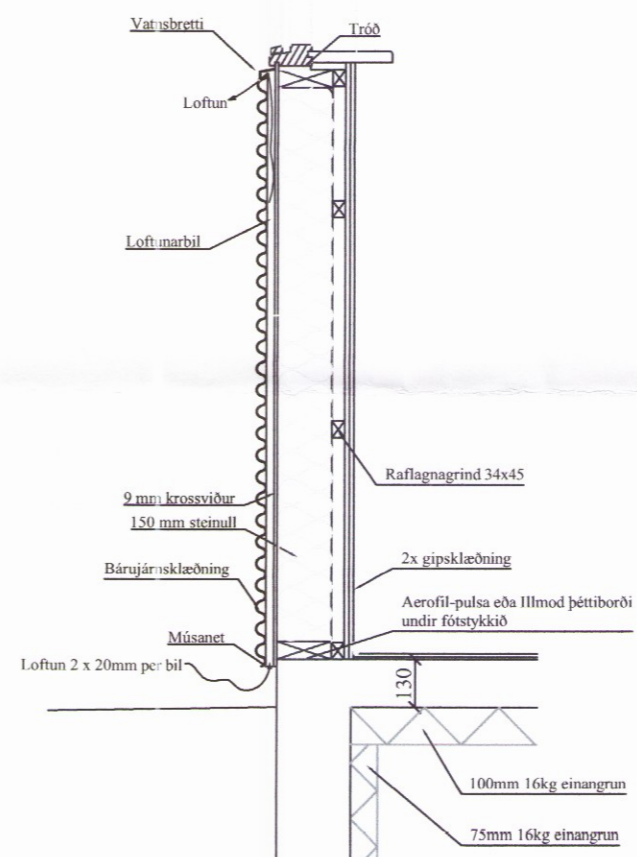 Vatnsbretti
Tróð
Loftun
Loftunarbil
Raflagnagrind 34x45
9 mm krossviður
150 mm steinull
2x gipsklæðning
Bárujárnsklæðning
Aerofil-pulsa eða Illmod þéttiborði
undir fótstykkið
Músanet
Loftun 2 x 20mm per bil
130
100mm 16kg einangrun
75mm 16kg einangrun